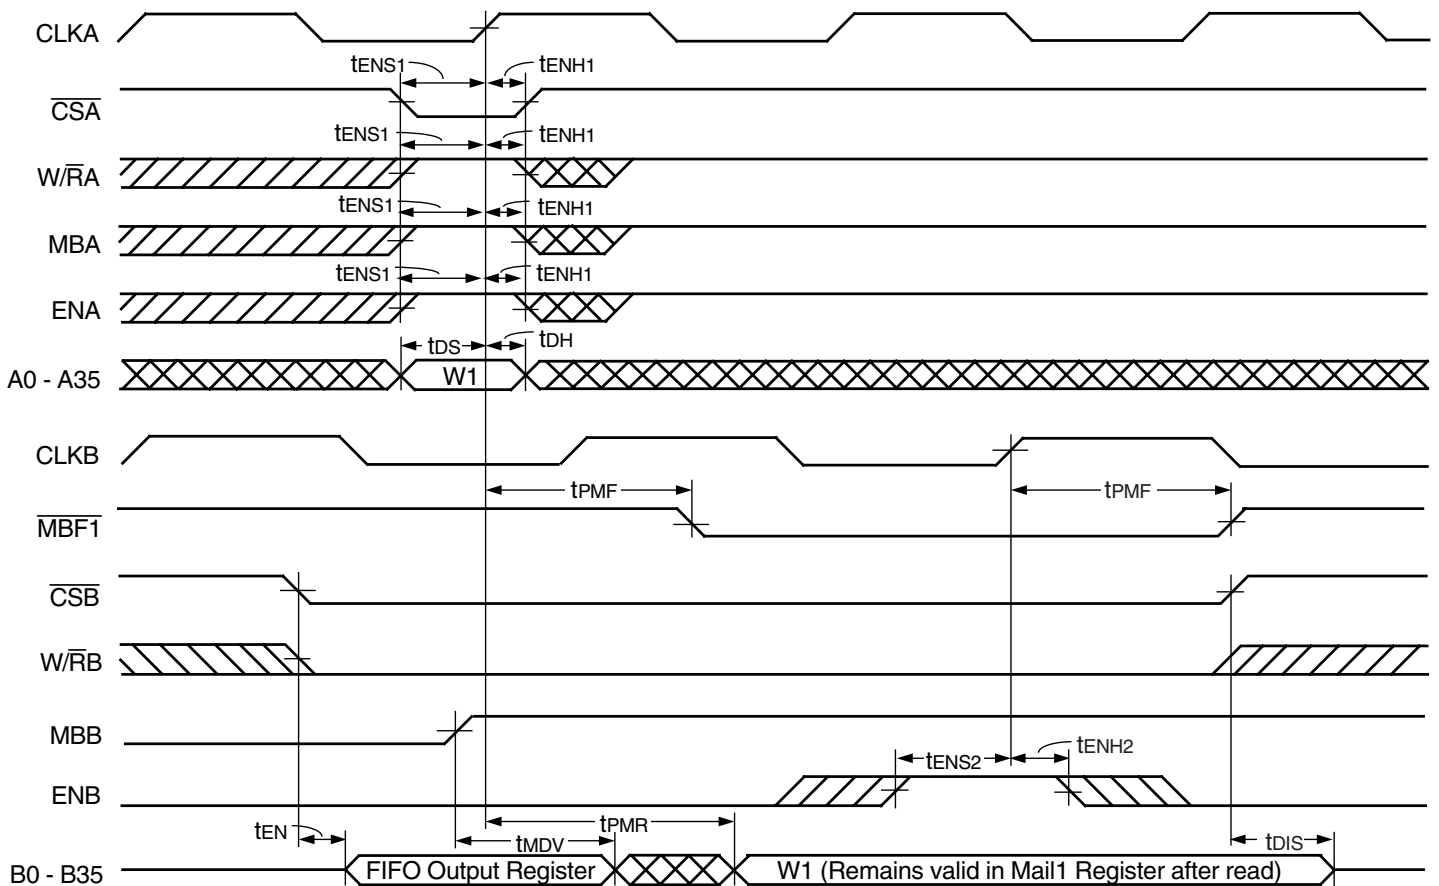 CLKA
tENS1 tENH1
CSA
tENS1 tENH1
W/RA
tENS1 tENH1
MBA
tENS1 tENH1
ENA
tDS tDH
A0 - A35 W1
CLKB
tPMF tPMF
MBF1
CSB
W/RB
MBB
tENS2 tENH2
ENB
tEN tMDV tPMR tDIS
B0 - B35 FIFO Output Register W1 (Remains valid in Mail1 Register after read)